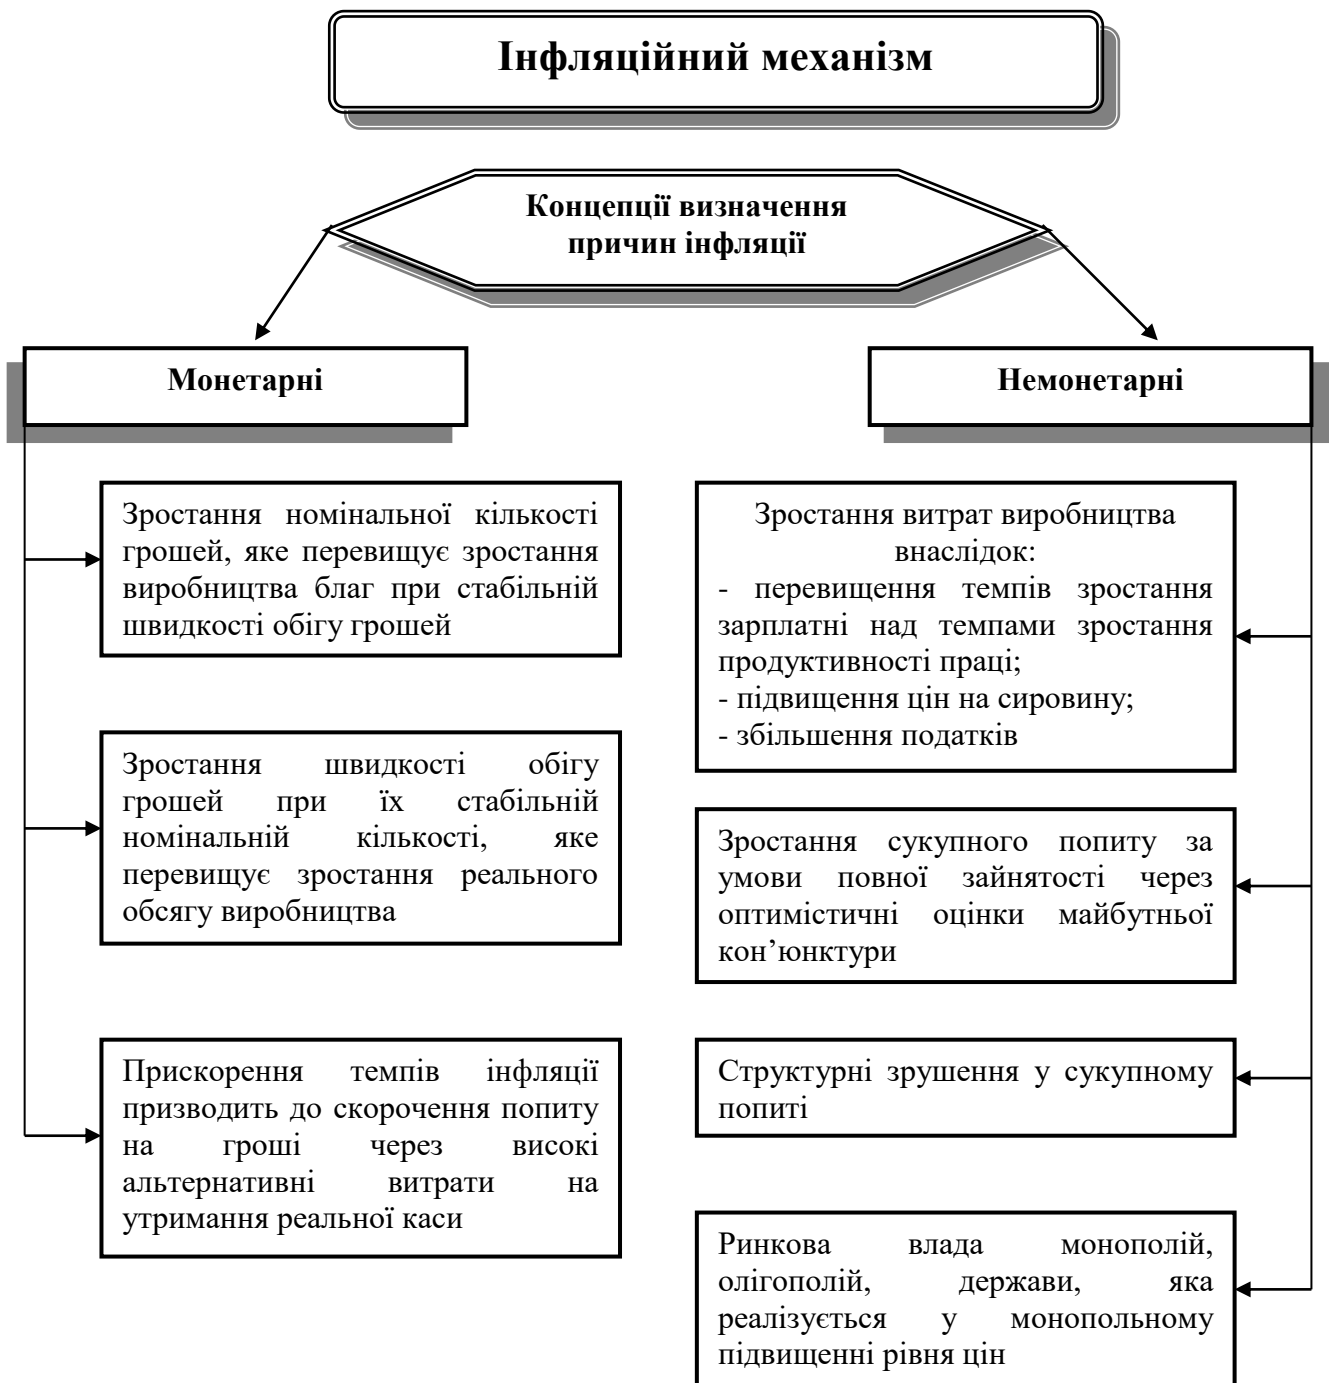 Інфляційний механізм
Концепції визначення
причин інфляції
Монетарні
Зростання номінальної кількості
грошей, яке перевищує зростання
виробництва благ при стабільній
швидкості обігу грошей
Зростання швидкості обігу
грошей при їх стабільній
номінальній кількості, яке
перевищує зростання реального
обсягу виробництва
Прискорення темпів інфляції
призводить до скорочення попиту
на гроші через високі
альтернативні витрати на
утримання реальної каси
Немонетарні
Зростання витрат виробництва
внаслідок:
- перевищення темпів зростання
зарплатні над темпами зростання
продуктивності праці;
- підвищення цін на сировину;
- збільшення податків
Зростання сукупного попиту за
умови повної зайнятості через
оптимістичні оцінки майбутньої
кон’юнктури
Структурні зрушення у сукупному
попиті
Ринкова влада монополій,
олігополій, держави, яка
реалізується у монопольному
підвищенні рівня цін